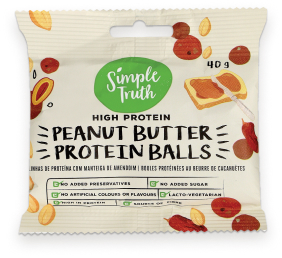 Simple
Truth
40 g
HIGH PROTEIN
PEANUT BUTTER
PROTEIN BALLS
INHAS DE PROTEÍNA COM MANTEIGA DE AMENDOIM | BOULES PROTÉINÉES AU BEURRE DE CACAHUÈTES
NO ADDED PRESERVATIVES
NO ADDED SUGAR
NO ARTIFICIAL COLOURS OR FLAVOURS
LACTO-VEGETARIAN
HIGH IN PROTEIN
SOURCE OF FIBRE